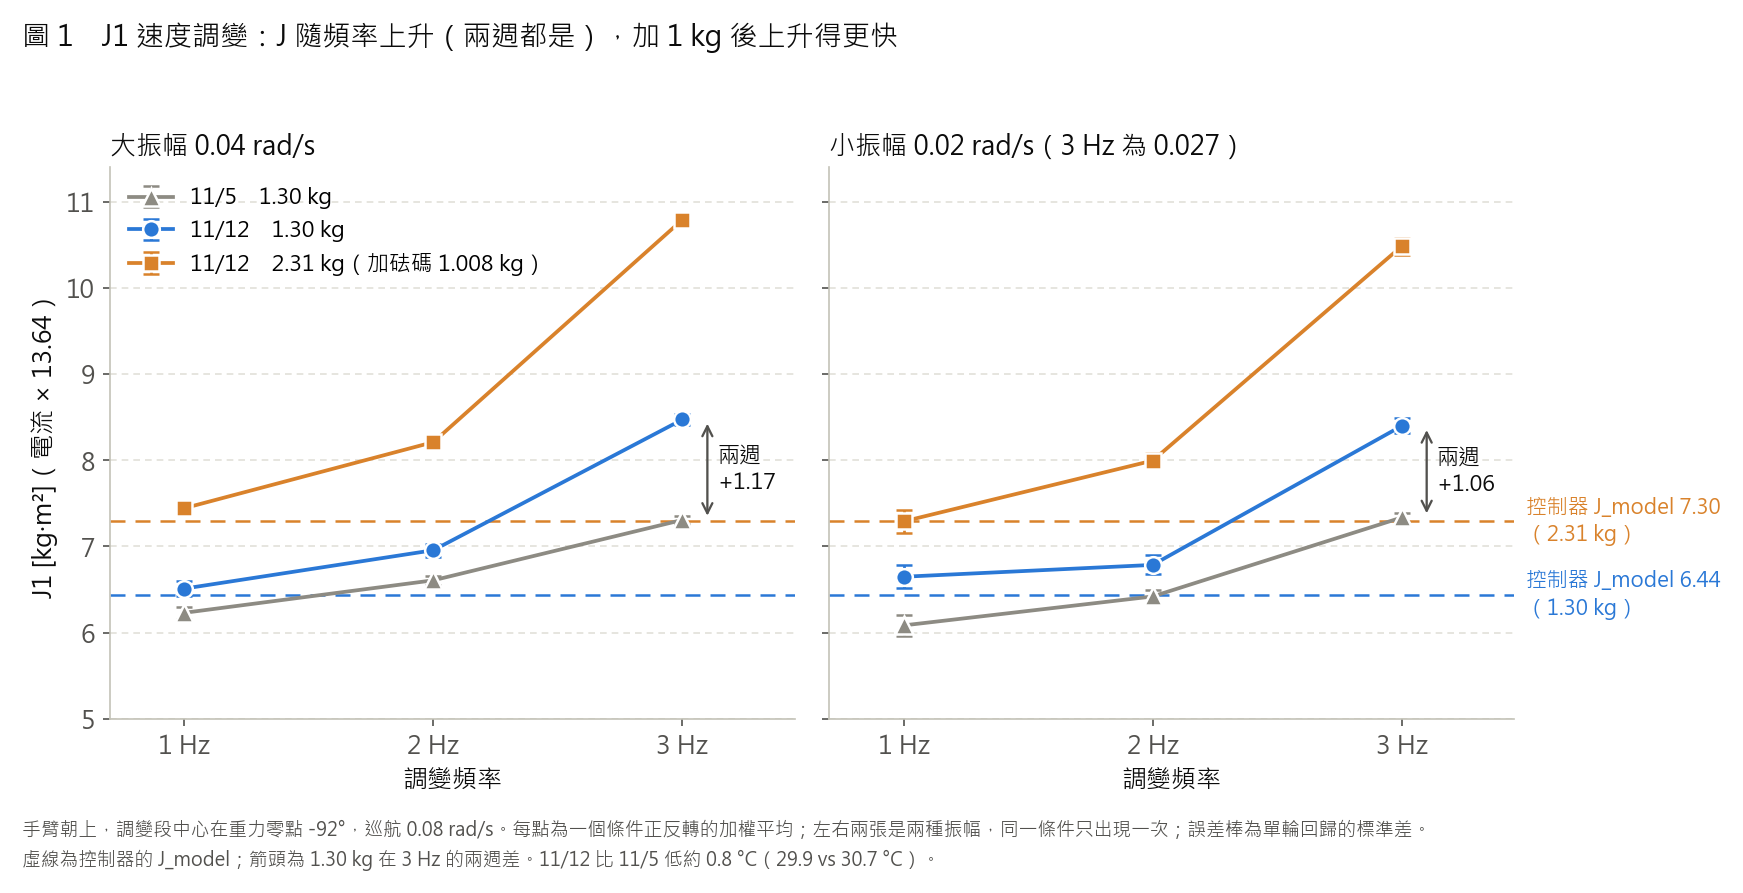 圖 1　J1 速度調變：J 隨頻率上升（兩週都是），加 1 kg 後上升得更快
大振幅 0.04 rad/s
小振幅 0.02 rad/s（3 Hz 為 0.027）
11/5　1.30 kg
11/12　1.30 kg
11/12　2.31 kg（加砝碼 1.008 kg）
J1 [kg·m²]（電流 × 13.64）
11
10
9
8
7
6
5
兩週
+1.17
兩週
+1.06
控制器 J_model 7.30
（2.31 kg）
控制器 J_model 6.44
（1.30 kg）
1 Hz
2 Hz
3 Hz
1 Hz
2 Hz
3 Hz
調變頻率
調變頻率
手臂朝上，調變段中心在重力零點 -92°，巡航 0.08 rad/s。每點為一個條件正反轉的加權平均；左右兩張是兩種振幅，同一條件只出現一次；誤差棒為單輪回歸的標準差。
虛線為控制器的 J_model；箭頭為 1.30 kg 在 3 Hz 的兩週差。11/12 比 11/5 低約 0.8 °C（29.9 vs 30.7 °C）。